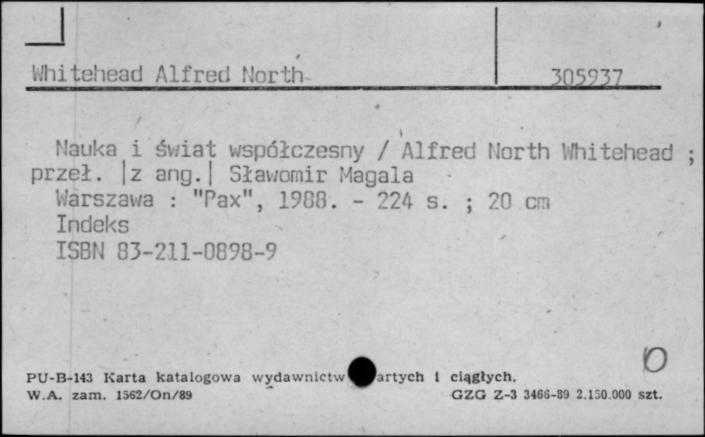 Whitehead Alfred North 305937
Nauka i świat współczesny / Alfred North Whitehead ;
przeł. |z ang.| Sławomir Magala
Warszawa : "Pax", 1988. - 224 s. ; 20 cm
Indeks
ISBN 83-211-0898-9
PU-B-143 Karta katalogowa wydawnictw artych i ciągłych.
W.A. zam. 1562/On/89 GZG Z-3 3466-89 2.150.000 szt.